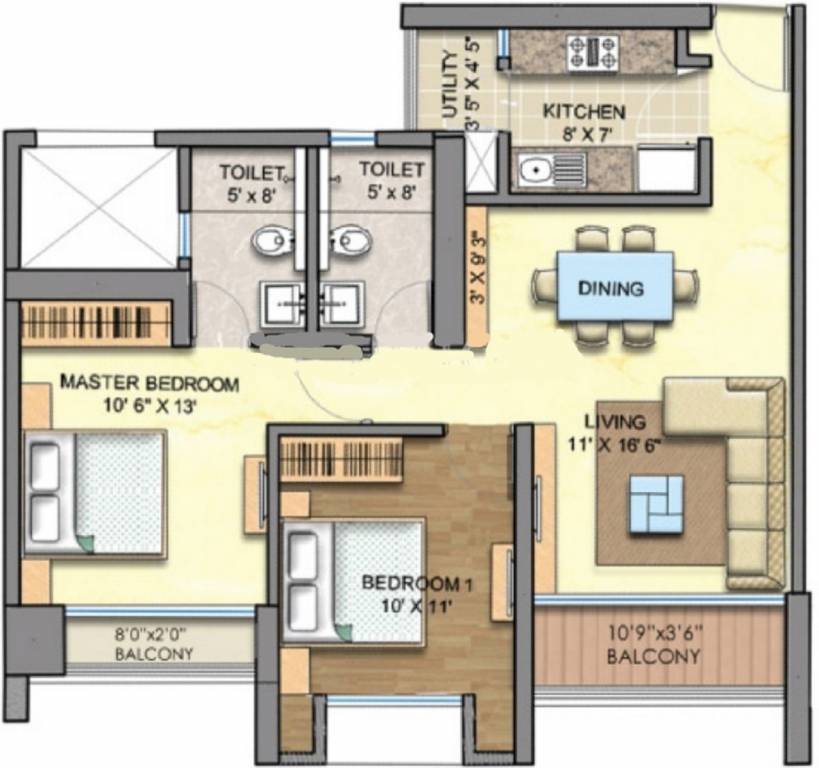 UTILITY
3' 5" X 4' 5"
KITCHEN
8' X 7'
TOILET
5' x 8'
TOILET
5' x 8'
3' X 9' 3"
DINING
MASTER BEDROOM
10' 6" X 13'
LIVING
11' X 16' 6"
BEDROOM 1
10' X 11'
8'0"x2'0"
BALCONY
10'9"x3'6"
BALCONY